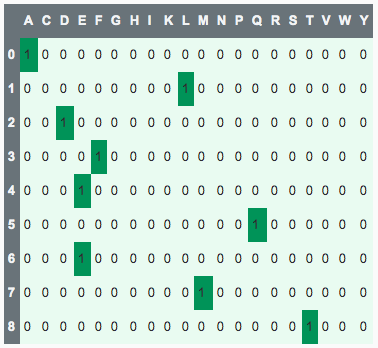 A C D E F G H I K L M N P Q R S T V W Y
0 1 0 0 0 0 0 0 0 0 0 0 0 0 0 0 0 0 0 0 0
1 0 0 0 0 0 0 0 0 0 1 0 0 0 0 0 0 0 0 0 0
2 0 0 1 0 0 0 0 0 0 0 0 0 0 0 0 0 0 0 0 0
3 0 0 0 0 1 0 0 0 0 0 0 0 0 0 0 0 0 0 0 0
4 0 0 0 1 0 0 0 0 0 0 0 0 0 0 0 0 0 0 0 0
5 0 0 0 0 0 0 0 0 0 0 0 0 0 1 0 0 0 0 0 0
6 0 0 0 1 0 0 0 0 0 0 0 0 0 0 0 0 0 0 0 0
7 0 0 0 0 0 0 0 0 0 0 1 0 0 0 0 0 0 0 0 0
8 0 0 0 0 0 0 0 0 0 0 0 0 0 0 0 0 1 0 0 0